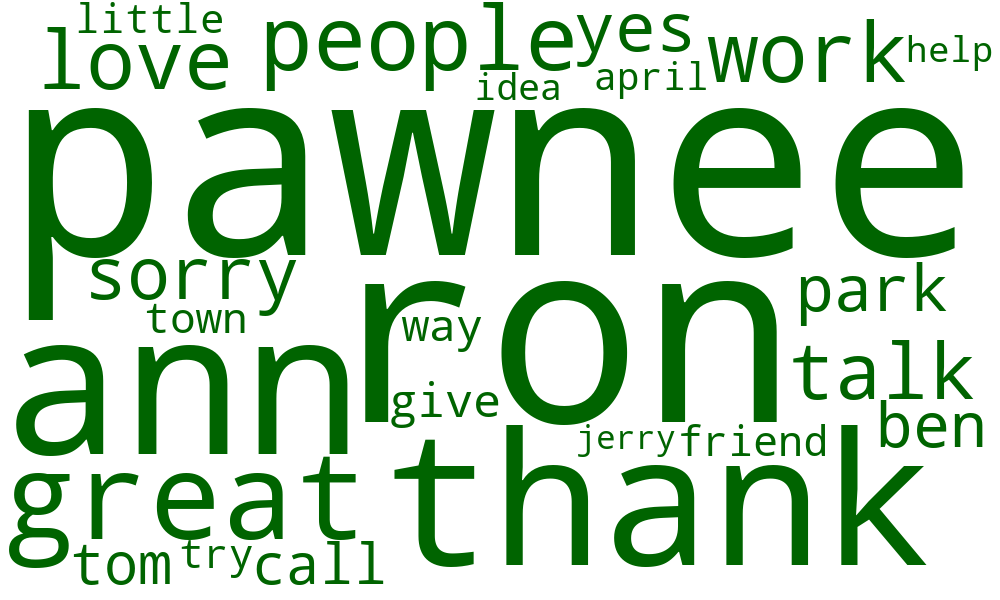 little
love people yes work help
idea april
pawnee
sorry park
town way ron
ann talk
give ben
jerry friend
great thank
tom try call